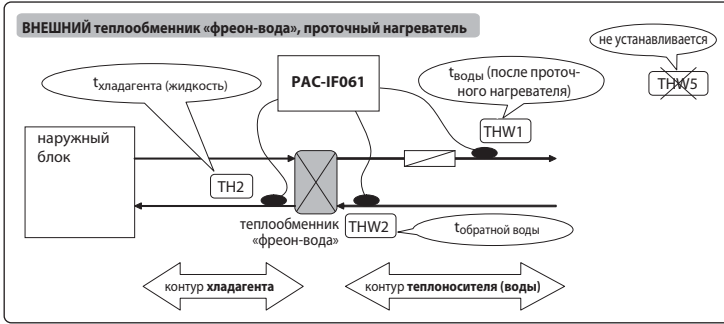 ВНЕШНИЙ теплообменник «фреон-вода», проточный нагреватель
не устанавливается
THW5
tхладагента (жидкость)
PAC-IF061
tводы (после проточ-
ного нагревателя)
THW1
наружный
блок
TH2
теплообменник
«фреон-вода»
THW2
tобратной воды
контур хладагента
контур теплоносителя (воды)